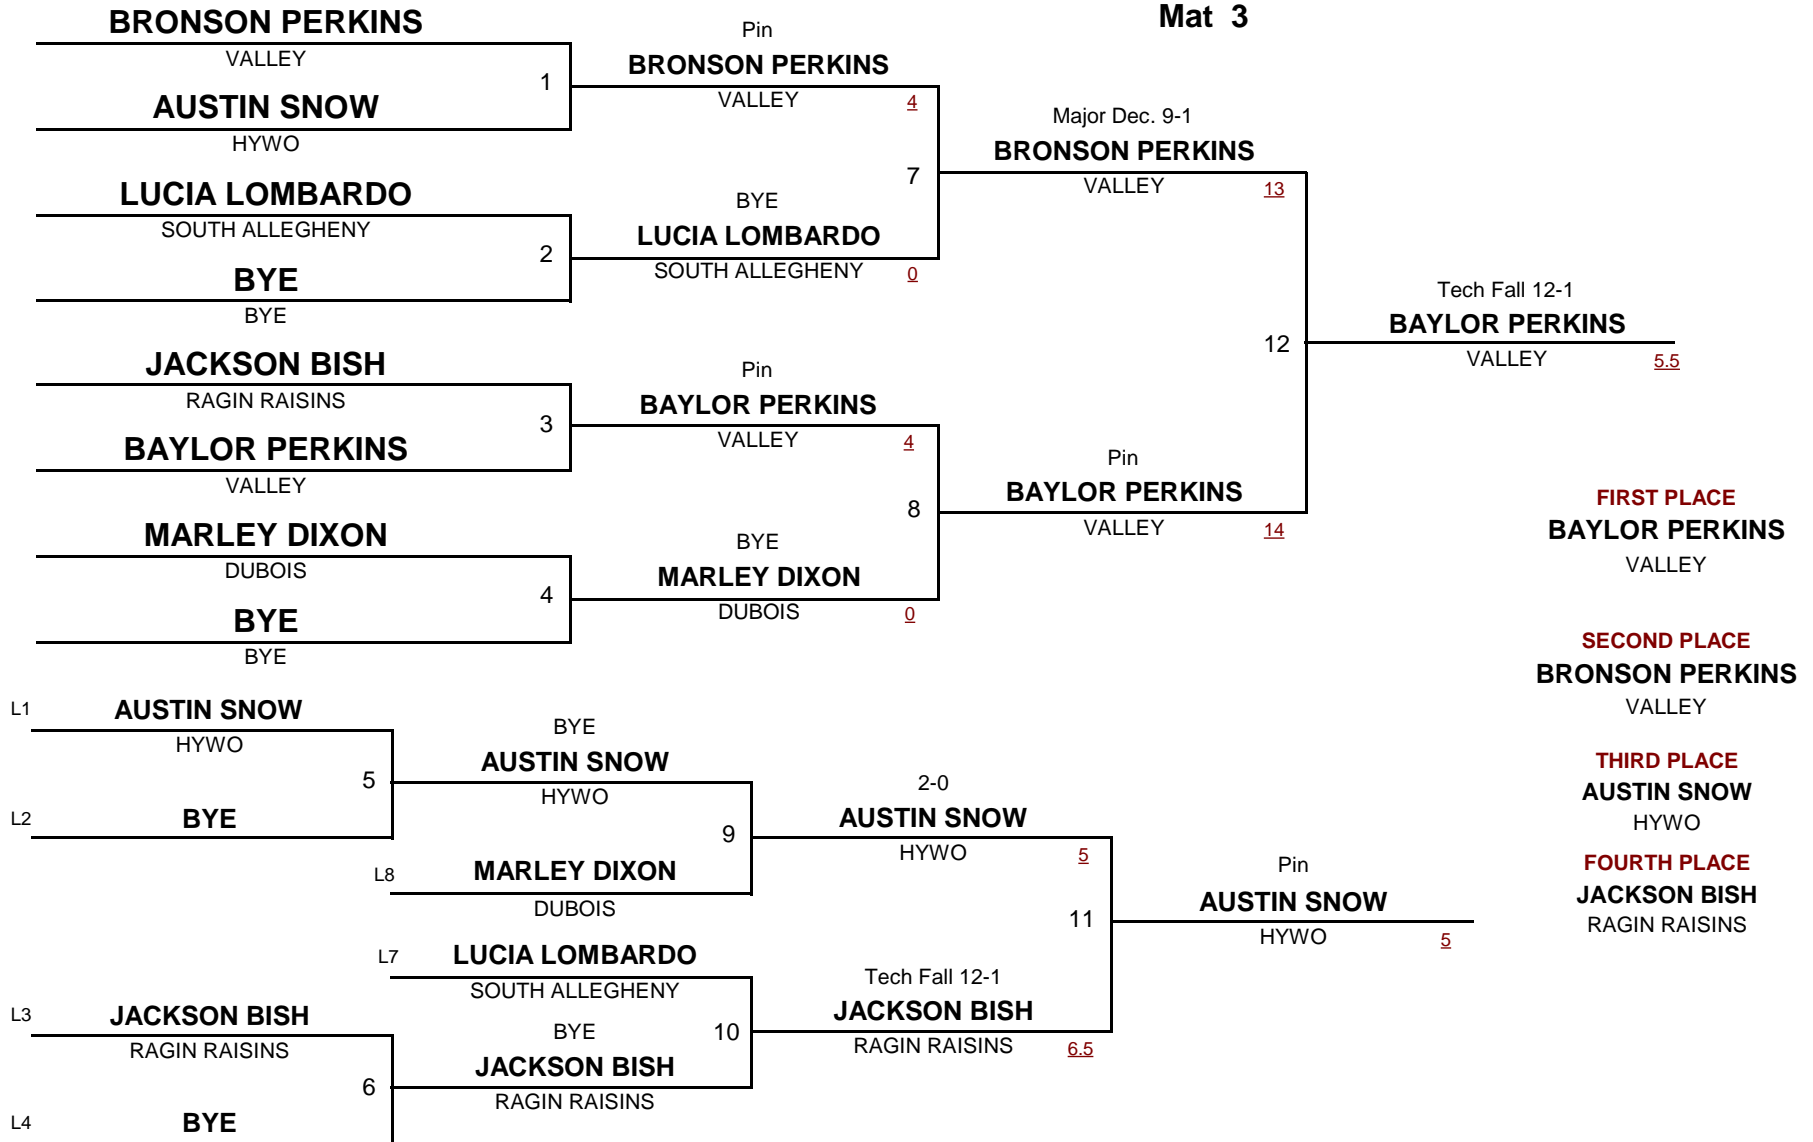 Mat 3
BRONSON PERKINS
VALLEY
1
AUSTIN SNOW
HYWO
LUCIA LOMBARDO
SOUTH ALLEGHENY
2
BYE
BYE
JACKSON BISH
RAGIN RAISINS
3
BAYLOR PERKINS
VALLEY
MARLEY DIXON
DUBOIS
4
BYE
BYE
Pin
BRONSON PERKINS
VALLEY 4
7
BYE
LUCIA LOMBARDO
SOUTH ALLEGHENY 0
Pin
BAYLOR PERKINS
VALLEY 4
8
BYE
MARLEY DIXON
DUBOIS 0
Major Dec. 9-1
BRONSON PERKINS
VALLEY 13
12
Pin
BAYLOR PERKINS
VALLEY 14
Tech Fall 12-1
BAYLOR PERKINS
VALLEY 5.5
FIRST PLACE
BAYLOR PERKINS
VALLEY
SECOND PLACE
BRONSON PERKINS
VALLEY
THIRD PLACE
AUSTIN SNOW
HYWO
FOURTH PLACE
JACKSON BISH
RAGIN RAISINS
L1 AUSTIN SNOW
HYWO
5
L2 BYE
L3 JACKSON BISH
RAGIN RAISINS
6
L4 BYE
BYE
AUSTIN SNOW
HYWO
9
L8 MARLEY DIXON
DUBOIS
L7 LUCIA LOMBARDO
SOUTH ALLEGHENY
10
BYE
JACKSON BISH
RAGIN RAISINS
2-0
AUSTIN SNOW
HYWO 5
11
Tech Fall 12-1
JACKSON BISH
RAGIN RAISINS 6.5
Pin
AUSTIN SNOW
HYWO 5